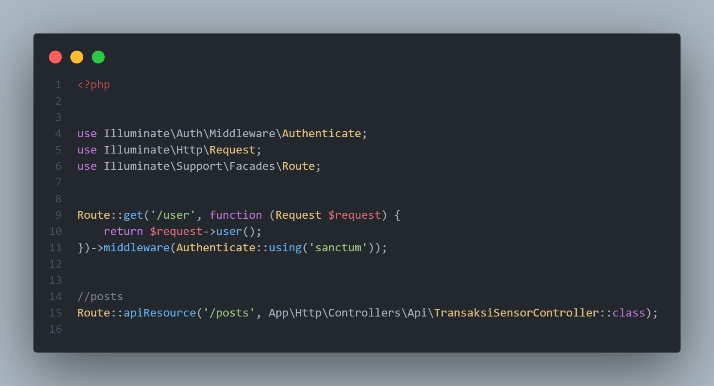 1 <?php
2
3
4 use Illuminate\Auth\Middleware\Authenticate;
5 use Illuminate\Http\Request;
6 use Illuminate\Support\Facades\Route;
7
8
9 Route::get('/user', function (Request $request) {
10     return $request->user();
11 })->middleware(Authenticate::using('sanctum'));
12
13
14 //posts
15 Route::apiResource('/posts', App\Http\Controllers\Api\TransaksiSensorController::class);
16